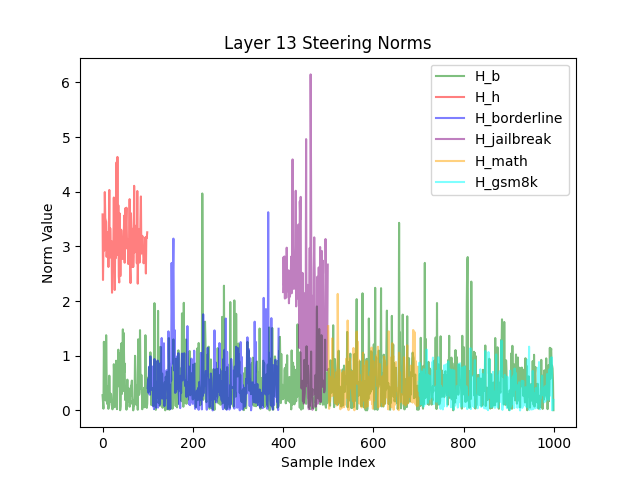 Layer 13 Steering Norms
H_b
H_h
H_borderline
H_jailbreak
H_math
H_gsm8k
Norm Value
6
5
4
3
2
1
0
0 200 400 600 800 1000
Sample Index